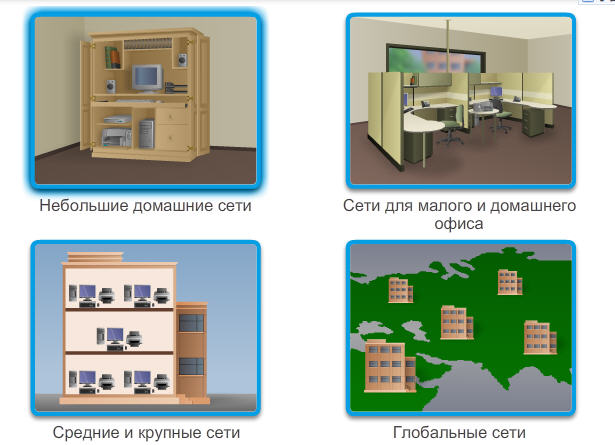 Небольшие домашние сети
Сети для малого и домашнего
офиса
Средние и крупные сети
Глобальные сети